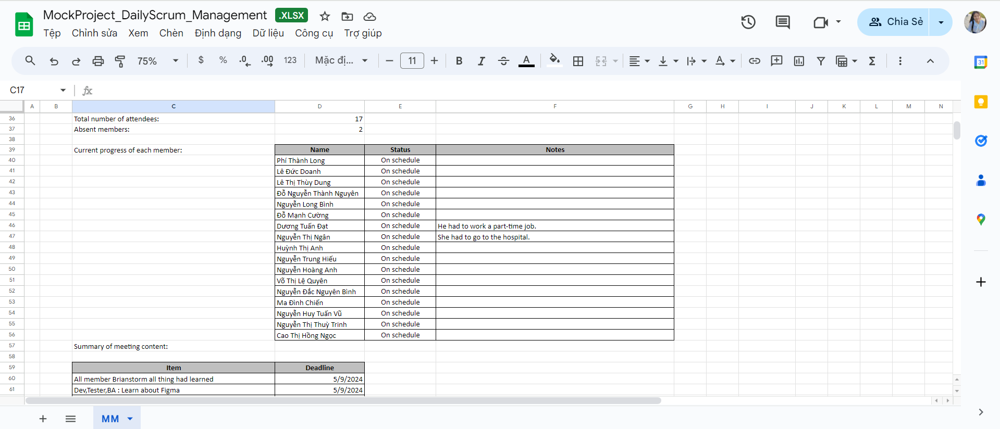 MockProject_DailyScrum_Management .XLSX
Tệp Chỉnh sửa Xem Chèn Định dạng Dữ liệu Công cụ Trợ giúp
Chia Sẻ
75% $ % .0 .00 123 Mặc đị... 11 B I A A
31
C17 fx
A B C D E F G H I J K L M N
36 Total number of attendees: 17
37 Absent members: 2
38
39 Current progress of each member: Name Status Notes
40 Phí Thành Long On schedule
41 Lê Đức Doanh On schedule
42 Lê Thị Thùy Dung On schedule
43 Đỗ Nguyễn Thành Nguyên On schedule
44 Nguyễn Long Bình On schedule
45 Đỗ Mạnh Cường On schedule
46 Dương Tuấn Đạt On schedule He had to work a part-time job.
47 Nguyễn Thị Ngân On schedule She had to go to the hospital.
48 Huỳnh Thị Anh On schedule
49 Nguyễn Trung Hiếu On schedule
50 Nguyễn Hoàng Anh On schedule
51 Võ Thị Lệ Quyên On schedule
52 Nguyễn Đắc Nguyên Bình On schedule
53 Ma Đình Chiến On schedule
54 Nguyễn Huy Tuấn Vũ On schedule
55 Nguyễn Thị Thuỳ Trinh On schedule
56 Cao Thị Hồng Ngọc On schedule
57 Summary of meeting content:
58
59 Item Deadline
60 All member Brianstorm all thing had learned 5/9/2024
61 Dev,Tester,BA : Learn about Figma 5/9/2024
MM